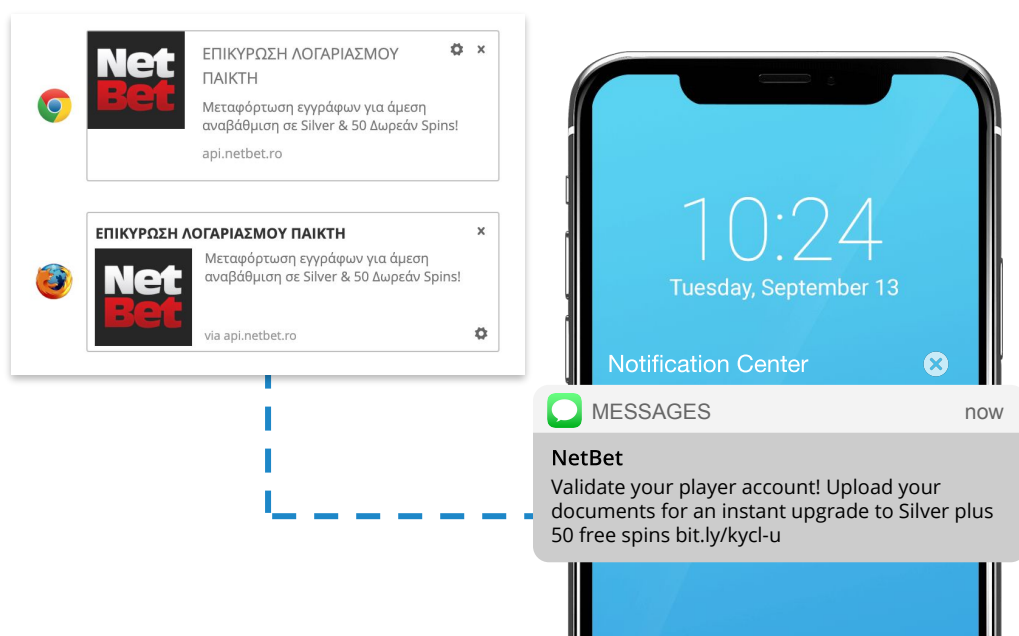 Net
Bet
ΕΠΙΚΥΡΩΣΗ ΛΟΓΑΡΙΑΣΜΟΥ
ΠΑΙΚΤΗ
Μεταφόρτωση εγγράφων για άμεση
αναβάθμιση σε Silver & 50 Δωρεάν Spins!
api.netbet.ro
ΕΠΙΚΥΡΩΣΗ ΛΟΓΑΡΙΑΣΜΟΥ ΠΑΙΚΤΗ
Net
Bet
Μεταφόρτωση εγγράφων για άμεση
αναβάθμιση σε Silver & 50 Δωρεάν Spins!
via api.netbet.ro
10:24
Tuesday, September 13
Notification Center
MESSAGES now
NetBet
Validate your player account! Upload your
documents for an instant upgrade to Silver plus
50 free spins bit.ly/kycl-u